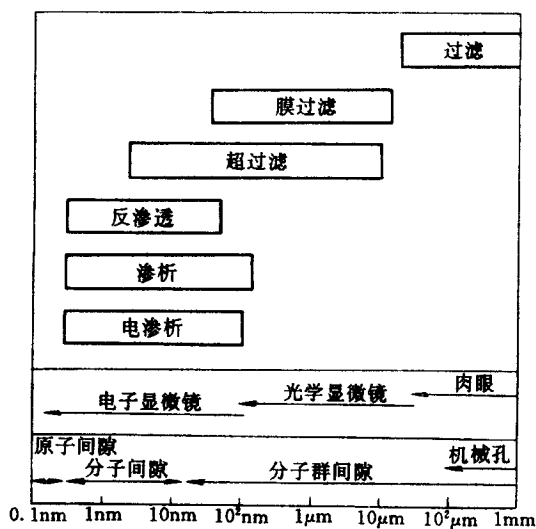 过滤
膜过滤
超过滤
反渗透
渗析
电渗析
肉眼
光学显微镜
电子显微镜
原子间隙
机械孔
分子间隙
分子群间隙
0.1nm 1nm 10nm 10²nm 1μm 10μm 10²μm 1mm